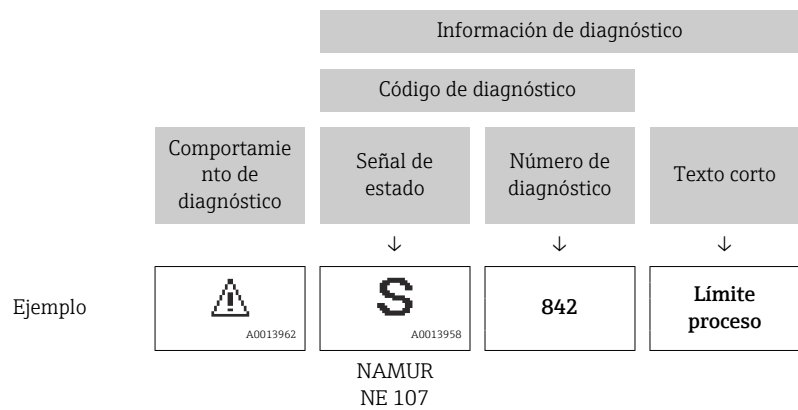 Información de diagnóstico
Código de diagnóstico
Comportamie
nto de
diagnóstico
Señal de
estado
Número de
diagnóstico
Texto corto
↓ ↓ ↓
Ejemplo
A0013962
S
A0013958
842
Límite
proceso
NAMUR
NE 107